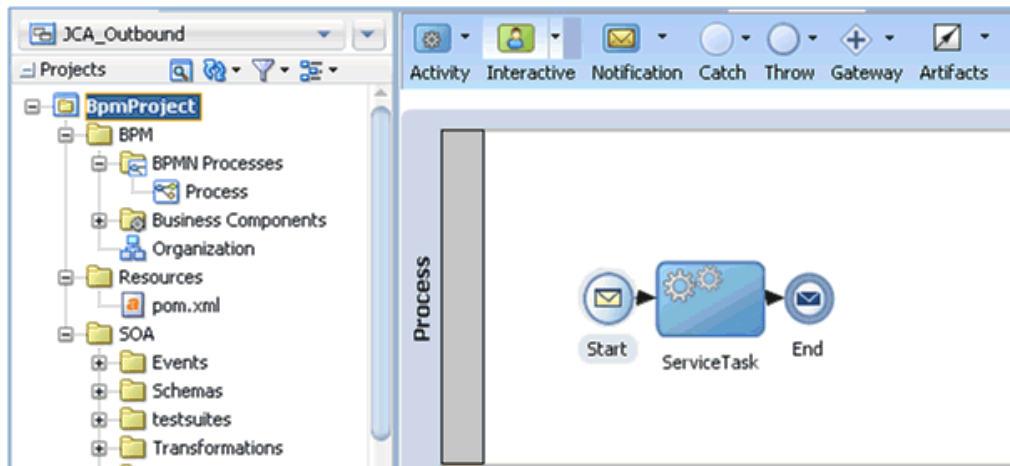 JCA_Outbound
Projects
BpmProject
BPM
BPMN Processes
Process
Business Components
Organization
Resources
pom.xml
SOA
Events
Schemas
testsuites
Transformations
Activity Interactive Notification Catch Throw Gateway Artifacts
Process
Start
ServiceTask
End